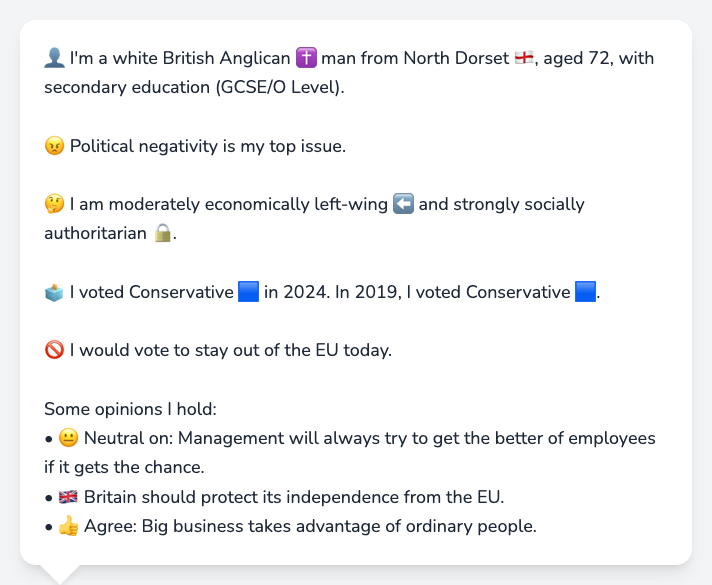 👤 I'm a white British Anglican ✝️ man from North Dorset 🏴󠁧󠁢󠁥󠁮󠁧󠁿, aged 72, with
secondary education (GCSE/O Level).
😠 Political negativity is my top issue.
🤔 I am moderately economically left-wing ⬅️ and strongly socially
authoritarian 🔒.
🗳️ I voted Conservative 🟦 in 2024. In 2019, I voted Conservative 🟦.
🚫 I would vote to stay out of the EU today.
Some opinions I hold:
• 😐 Neutral on: Management will always try to get the better of employees
if it gets the chance.
• 🇬🇧 Britain should protect its independence from the EU.
• 👍 Agree: Big business takes advantage of ordinary people.